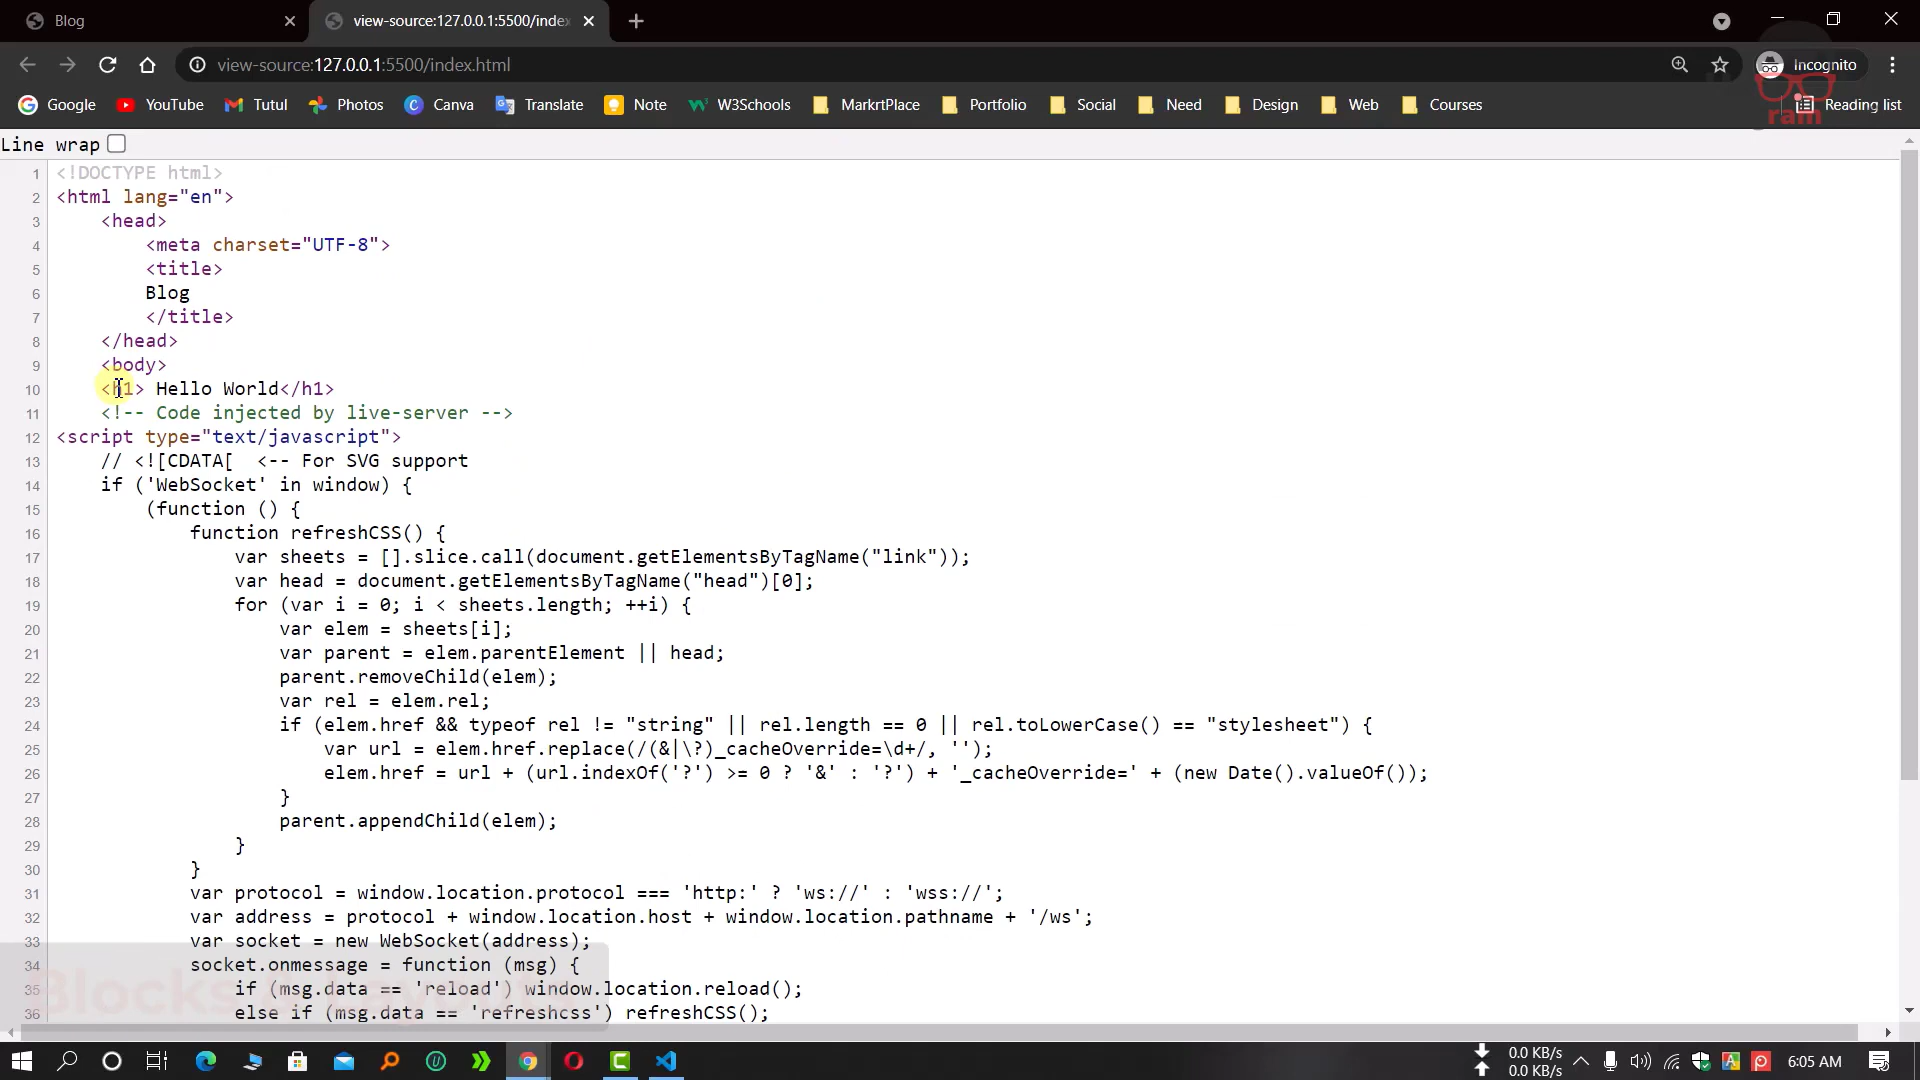 Blog
view-source:127.0.0.1:5500/inde
view-source:127.0.0.1:5500/index.html
Incognito
Google YouTube Tutul Photos Canva Translate Note W3Schools MarkrtPlace Portfolio Social Need Design Web Courses Reading list
ram
Line wrap
1 <!DOCTYPE html>
2 <html lang="en">
3 <head>
4 <meta charset="UTF-8">
5 <title>
6 Blog
7 </title>
8 </head>
9 <body>
10 <h1> Hello World</h1>
11 <!-- Code injected by live-server -->
12 <script type="text/javascript">
13 // <![CDATA[  <-- For SVG support
14 if ('WebSocket' in window) {
15 (function () {
16 function refreshCSS() {
17 var sheets = [].slice.call(document.getElementsByTagName("link"));
18 var head = document.getElementsByTagName("head")[0];
19 for (var i = 0; i < sheets.length; ++i) {
20 var elem = sheets[i];
21 var parent = elem.parentElement || head;
22 parent.removeChild(elem);
23 var rel = elem.rel;
24 if (elem.href && typeof rel != "string" || rel.length == 0 || rel.toLowerCase() == "stylesheet") {
25 var url = elem.href.replace(/(&|\?)_cacheOverride=\d+/, '');
26 elem.href = url + (url.indexOf('?') >= 0 ? '&' : '?') + '_cacheOverride=' + (new Date().valueOf());
27 }
28 parent.appendChild(elem);
29 }
30 }
31 var protocol = window.location.protocol === 'http:' ? 'ws://' : 'wss://';
32 var address = protocol + window.location.host + window.location.pathname + '/ws';
33 var socket = new WebSocket(address);
34 socket.onmessage = function (msg) {
35 if (msg.data == 'reload') window.location.reload();
36 else if (msg.data == 'refreshcss') refreshCSS();
Blocks &
0.0 KB/s
0.0 KB/s
6:05 AM